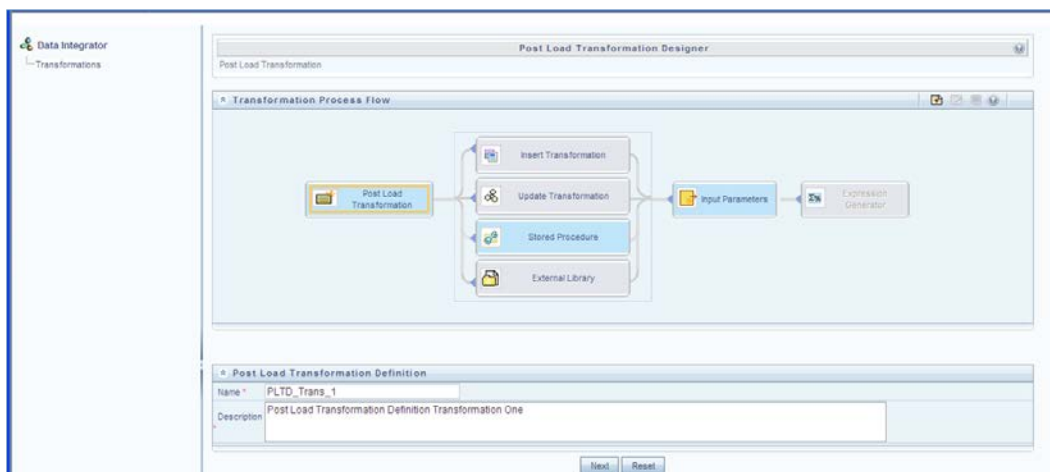 Data Integrator
Transformations
Post Load Transformation Designer
Post Load Transformation
Transformation Process Flow
Insert Transformation
Post Load
Transformation
Update Transformation
Input Parameters
Expression
Generator
Stored Procedure
External Library
Post Load Transformation Definition
Name *
PLTD_Trans_1
Description
*
Post Load Transformation Definition Transformation One
Next
Reset